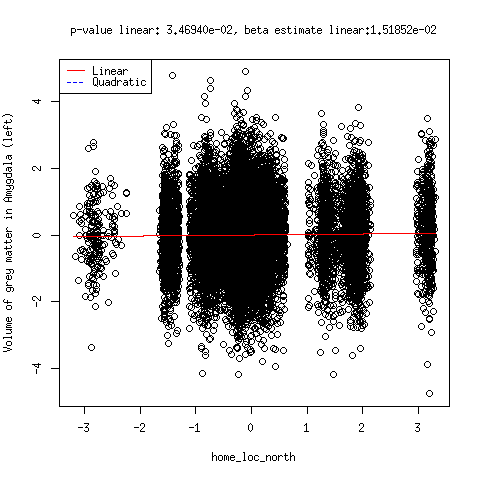 p-value linear: 3.46940e-02, beta estimate linear:1.51852e-02
Linear
Quadratic
Volume of grey matter in Amygdala (left)
4
2
0
-2
-4
-3 -2 -1 0 1 2 3
home_loc_north